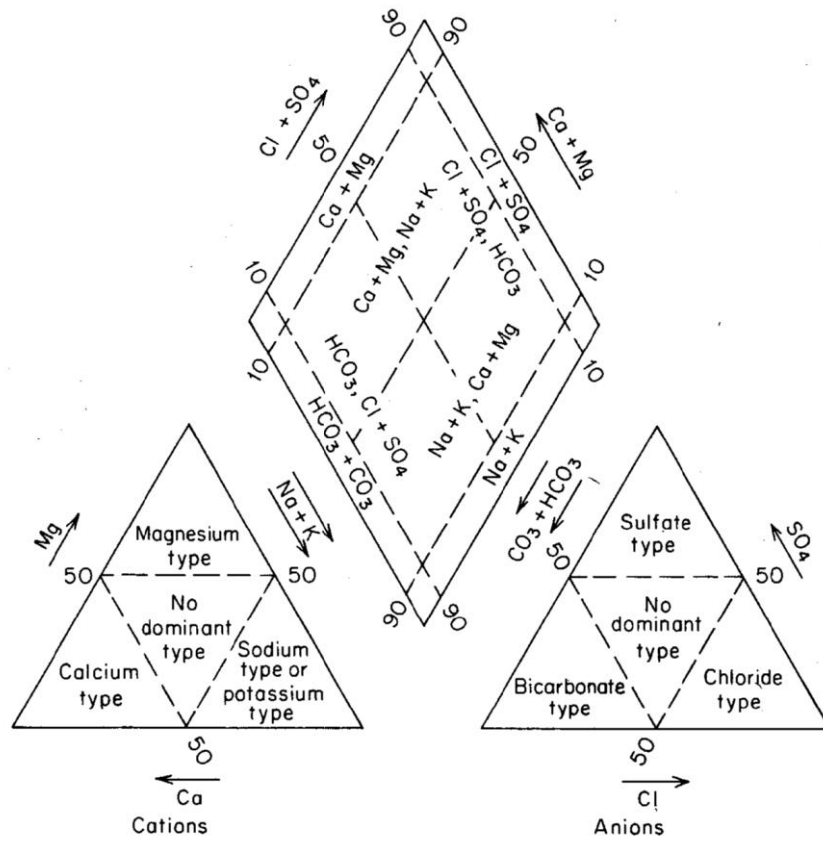 90
90
Cl + SO₄
50
50
Ca + Mg
Ca + Mg
Cl + SO₄
Cl + SO₄, HCO₃
Ca + Mg, Na + K
10
10
10
10
HCO₃, Cl + SO₄
HCO₃ + CO₃
Na + K, Ca + Mg
Na + K
90
90
Mg
Na + K
Magnesium
type
50
50
No
dominant
type
Calcium
type
Sodium
type or
potassium
type
50
Ca
Cations
CO₃ + HCO₃
SO₄
Sulfate
type
50
50
No
dominant
type
Bicarbonate
type
Chloride
type
50
Cl
Anions